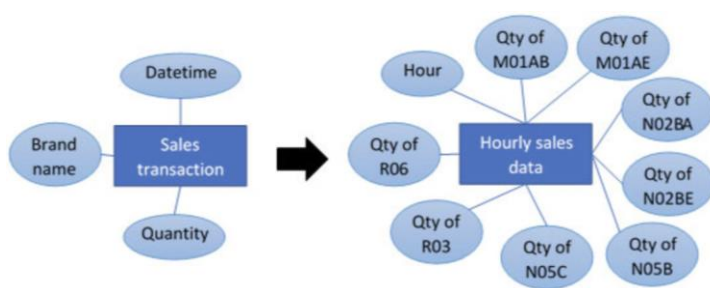 Datetime
Brand
name
Sales
transaction
Quantity
Hour
Qty of
M01AB
Qty of
M01AE
Qty of
N02BA
Qty of
R06
Hourly sales
data
Qty of
N02BE
Qty of
R03
Qty of
N05C
Qty of
N05B